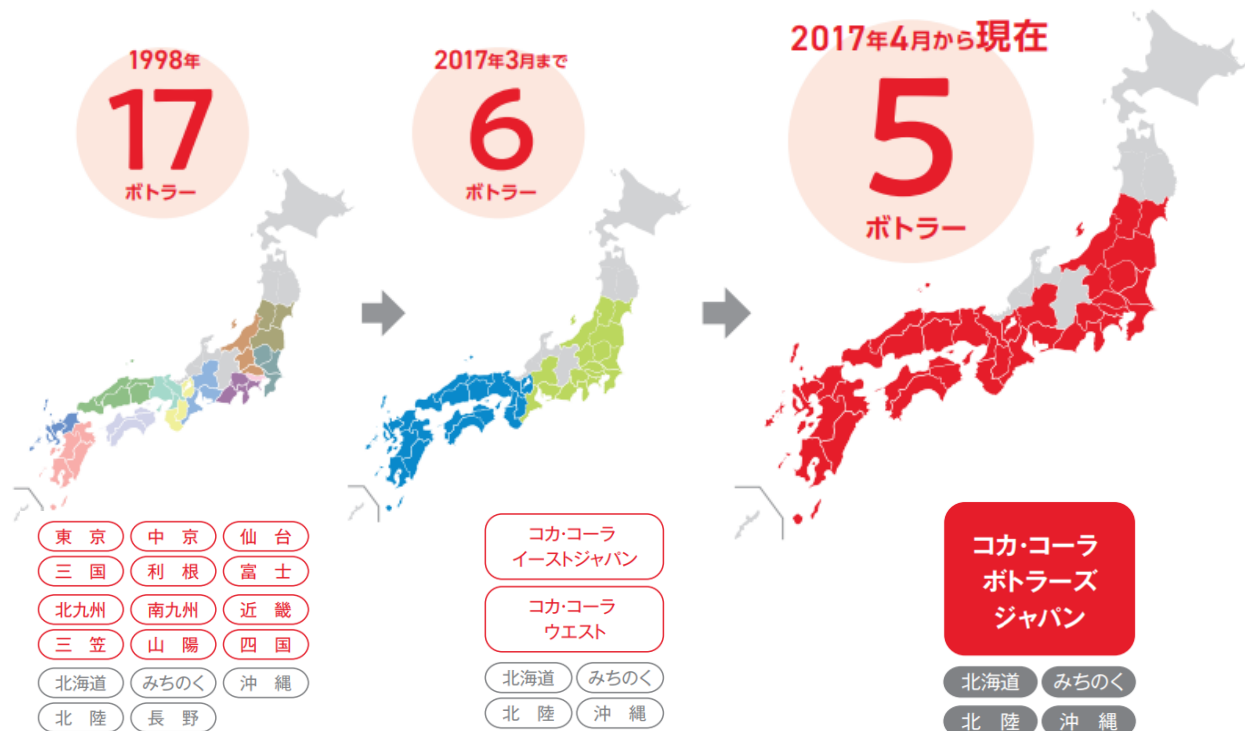 1998年
17
ボトラー
2017年3月まで
6
ボトラー
2017年4月から現在
5
ボトラー
東 京
中 京
仙 台
三 国
利 根
富 士
北九州
南九州
近 畿
三 笠
山 陽
四 国
北海道
みちのく
沖 縄
北 陸
長 野
コカ·コーラ
イーストジャパン
コカ·コーラ
ウエスト
北海道
みちのく
北 陸
沖 縄
コカ·コーラ
ボトラーズ
ジャパン
北海道
みちのく
北 陸
沖 縄